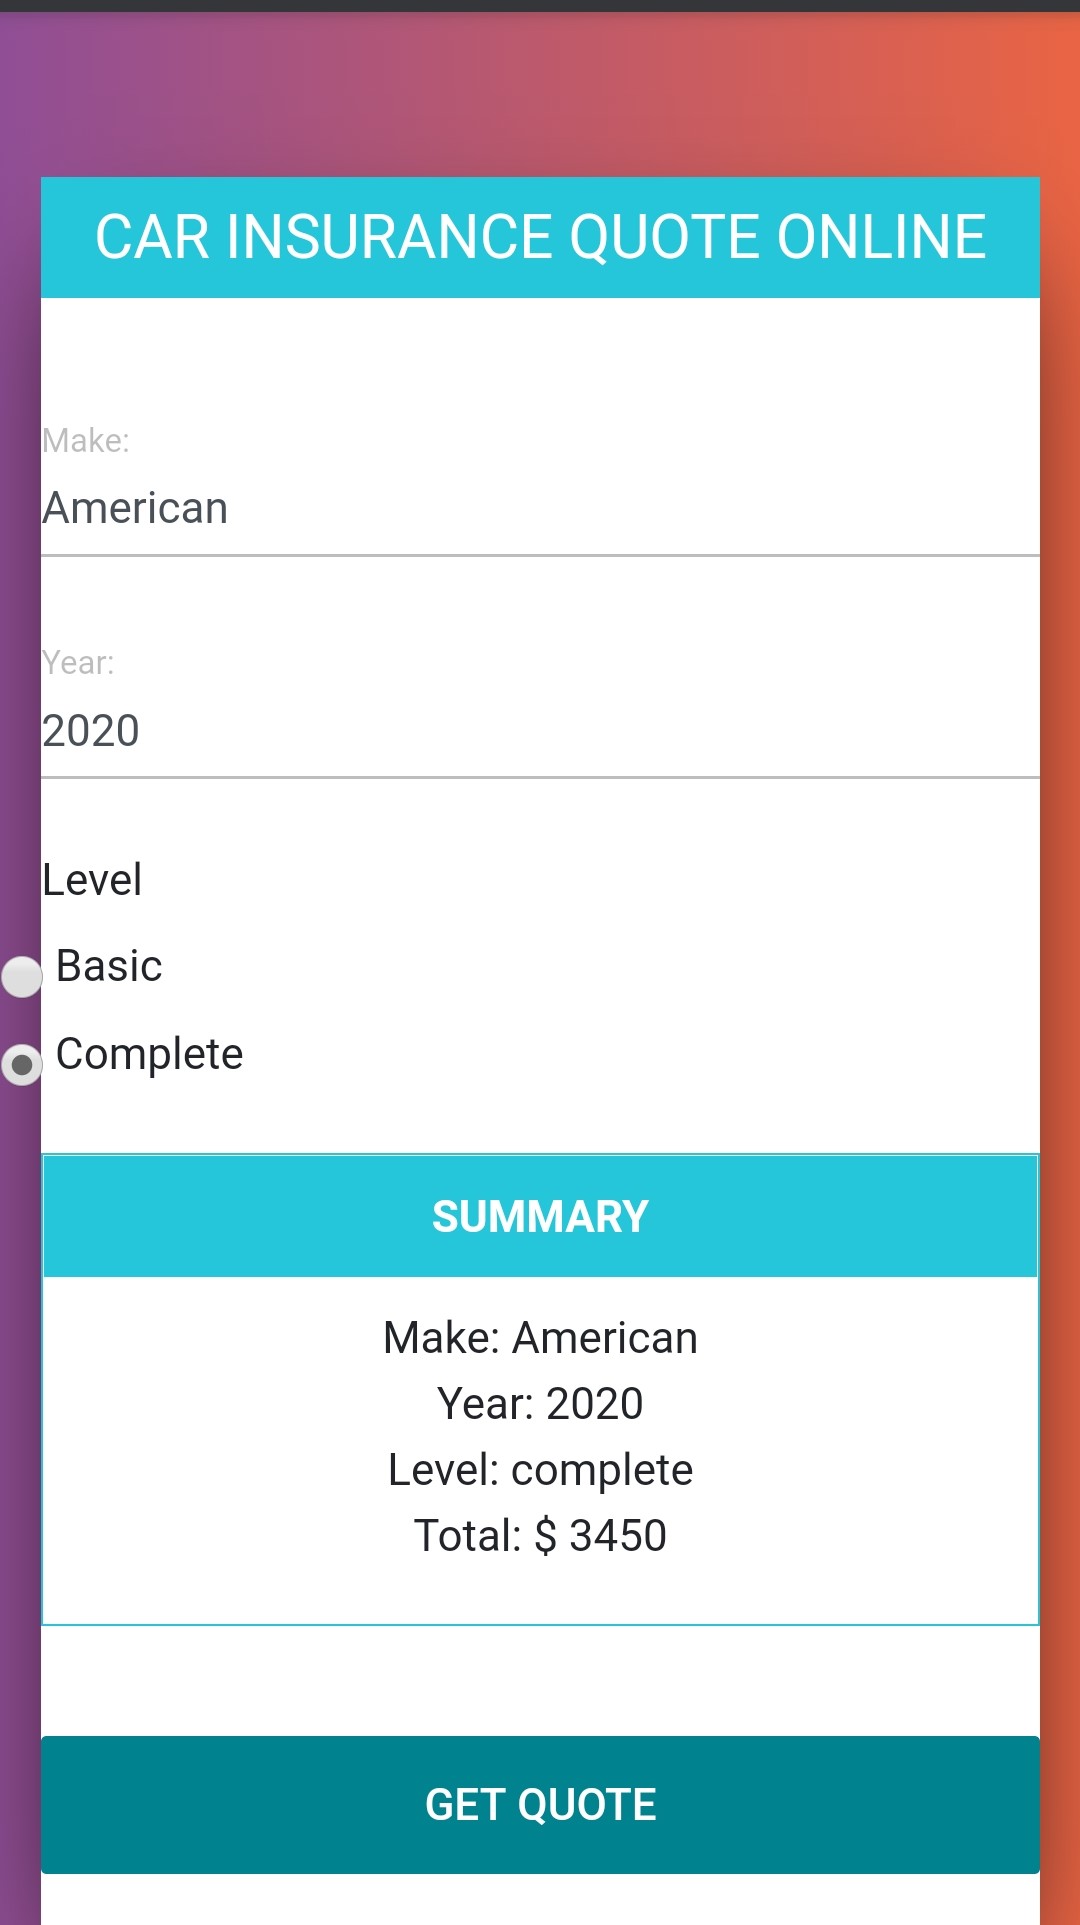 CAR INSURANCE QUOTE ONLINE
Make:
American
Year:
2020
Level
Basic
Complete
SUMMARY
Make: American
Year: 2020
Level: complete
Total: $ 3450
GET QUOTE